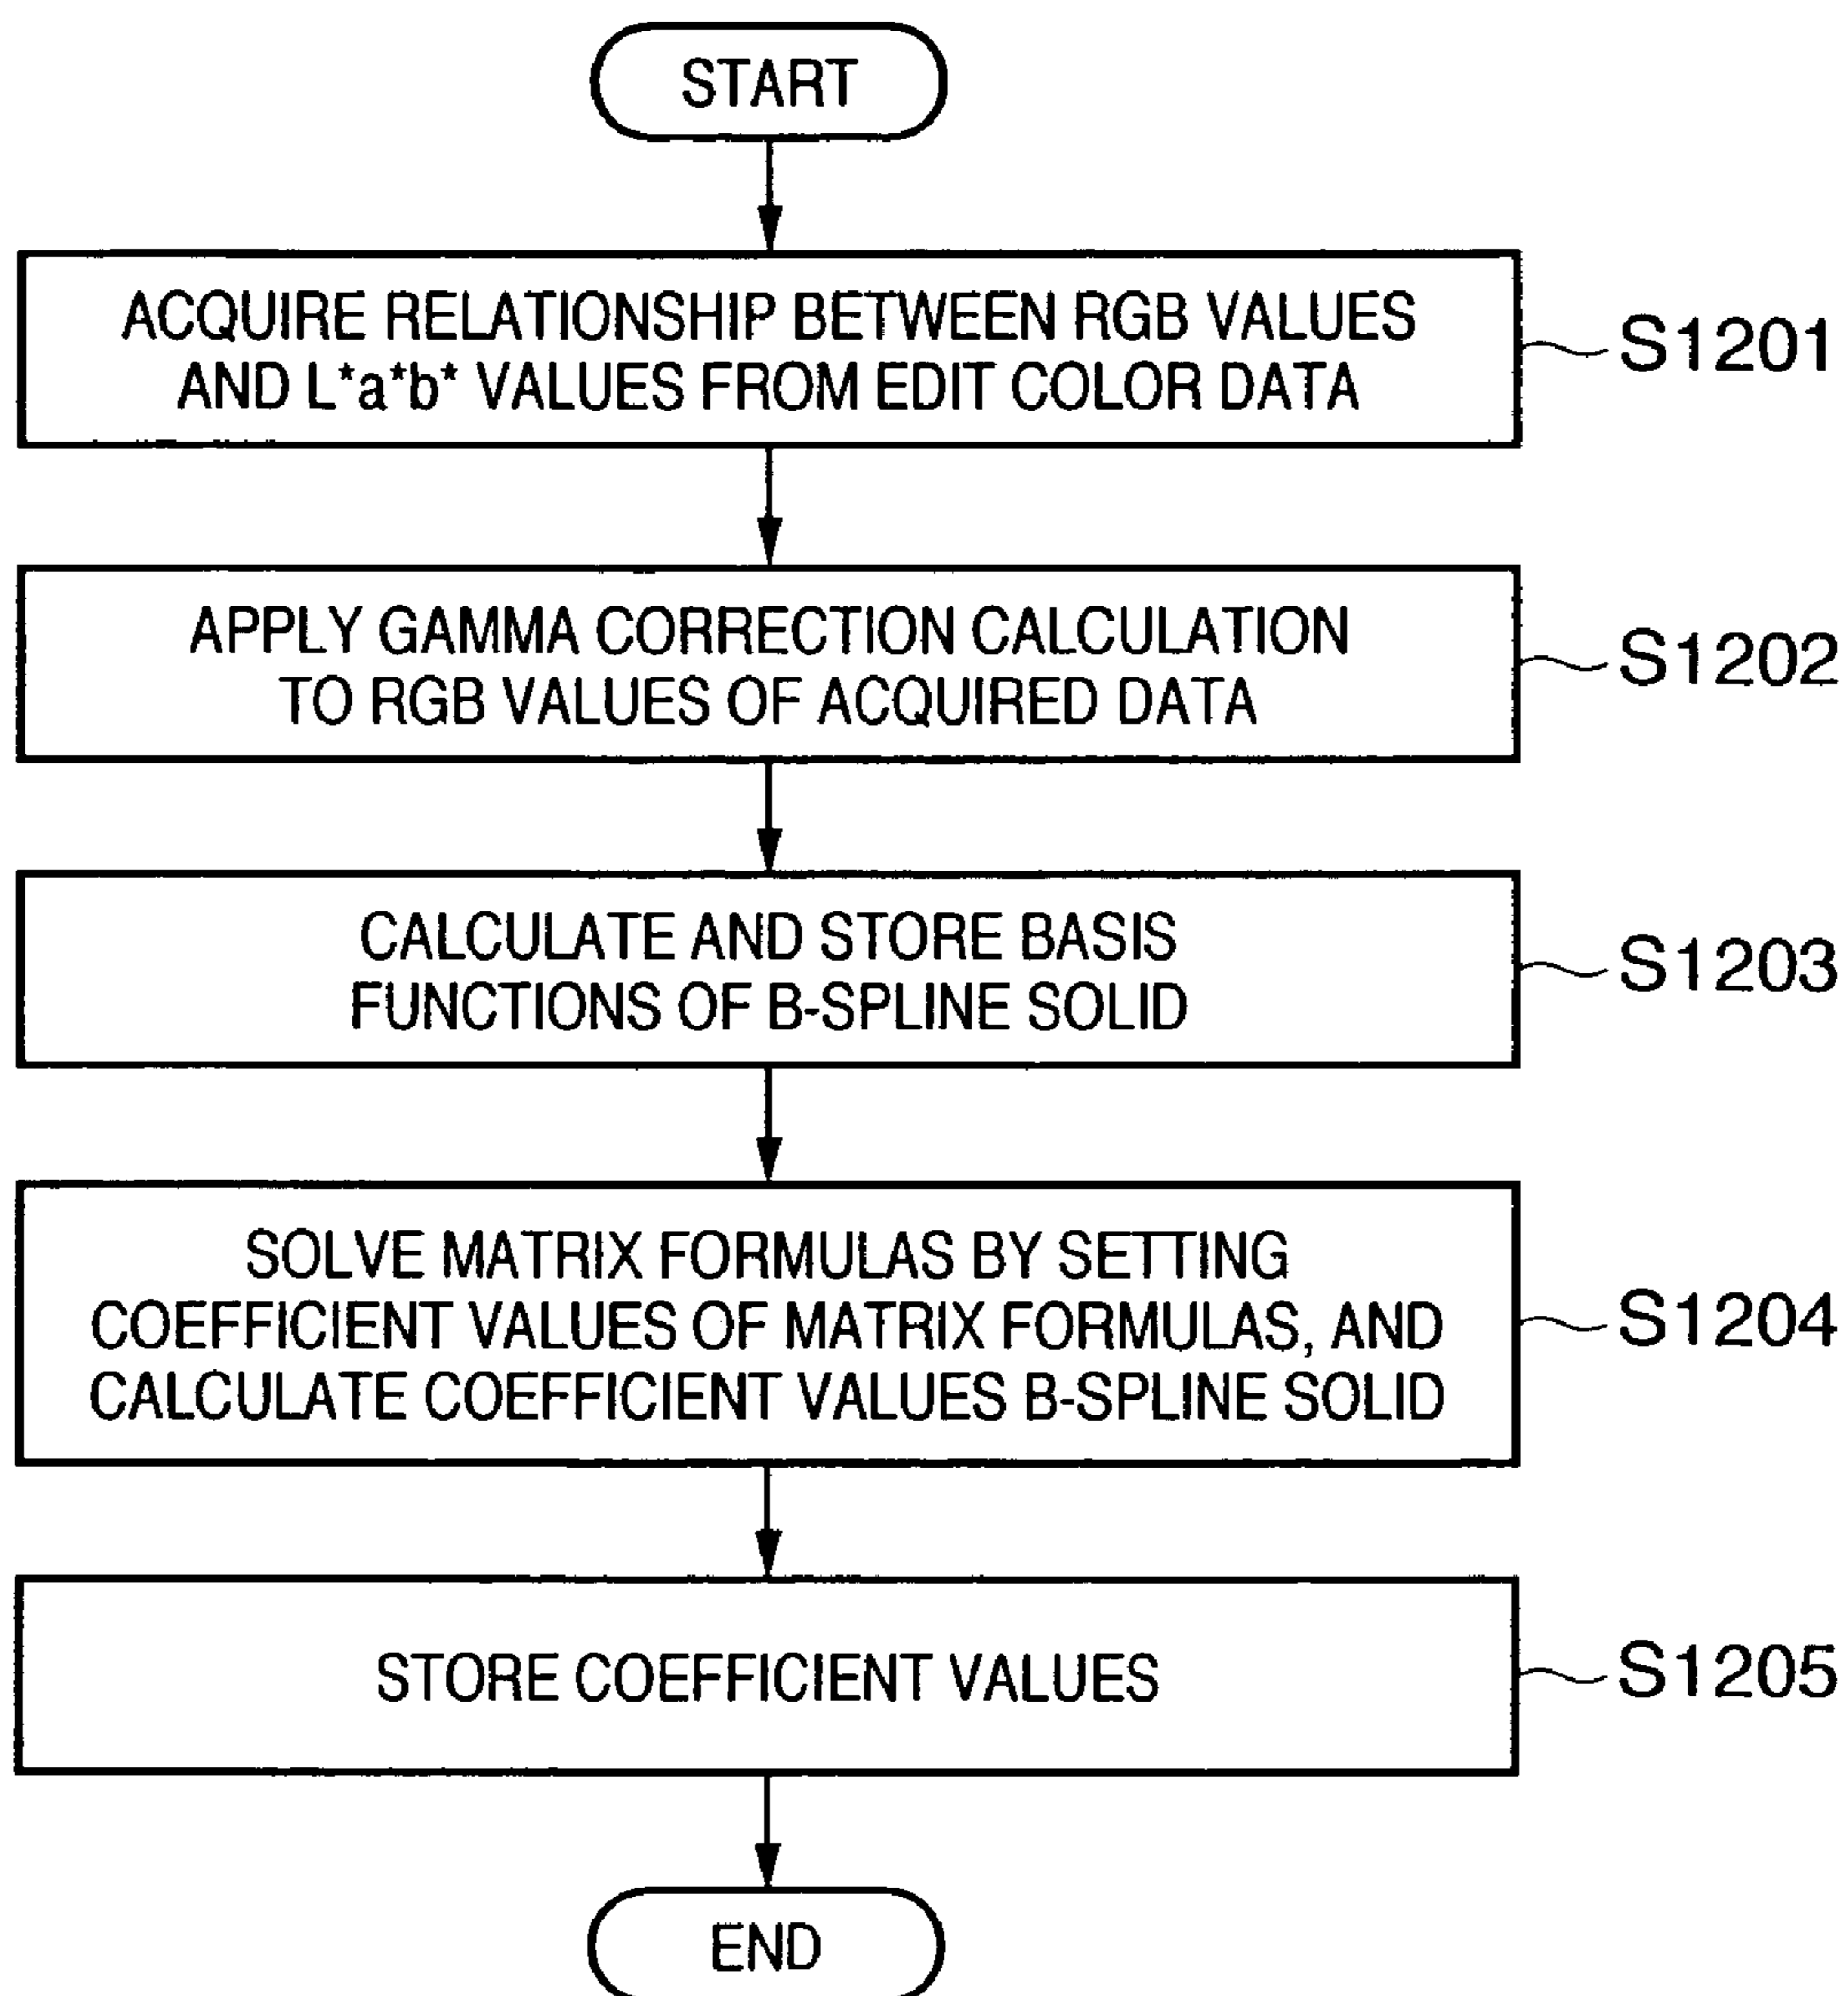 START
ACQUIRE RELATIONSHIP BETWEEN RGB VALUES
AND L*a*b* VALUES FROM EDIT COLOR DATA
S1201
APPLY GAMMA CORRECTION CALCULATION
TO RGB VALUES OF ACQUIRED DATA
S1202
CALCULATE AND STORE BASIS
FUNCTIONS OF B-SPLINE SOLID
S1203
SOLVE MATRIX FORMULAS BY SETTING
COEFFICIENT VALUES OF MATRIX FORMULAS, AND
CALCULATE COEFFICIENT VALUES B-SPLINE SOLID
S1204
STORE COEFFICIENT VALUES
S1205
END